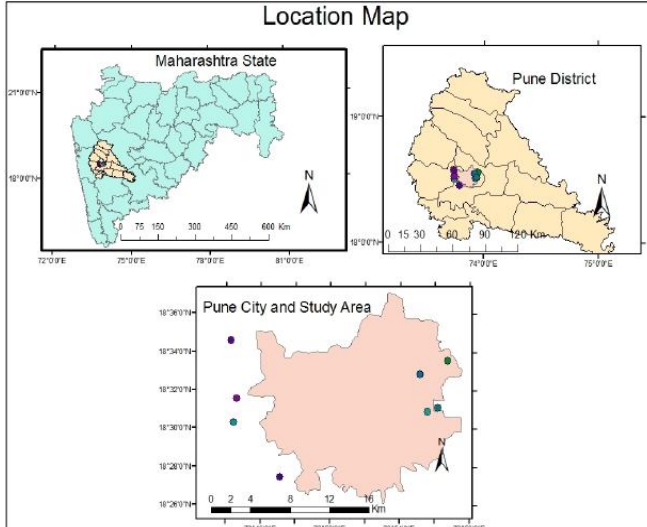 Location Map
Maharashtra State
21°0'0"N
18°0'0"N
N
0 75 150 300 450 600 Km
72°0'0"E 75°0'0"E 78°0'0"E 81°0'0"E
Pune District
19°0'0"N
18°0'0"N
N
0 15 30 60 90 120 Km
74°0'0"E 75°0'0"E
Pune City and Study Area
18°36'0"N
18°34'0"N
18°32'0"N
18°30'0"N
18°28'0"N
18°26'0"N
N
0 2 4 8 12 16
Km